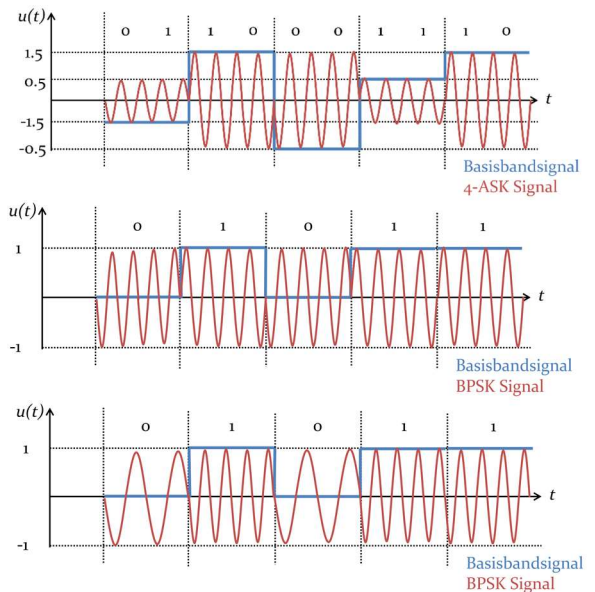 u(t)
0 1 1 0 0 0 1 1 1 0
1.5
0.5
t
-1.5
-0.5
Basisbandsignal
4-ASK Signal
u(t)
0 1 0 1 1
1
t
-1
Basisbandsignal
BPSK Signal
u(t)
0 1 0 1 1
1
t
-1
Basisbandsignal
BPSK Signal